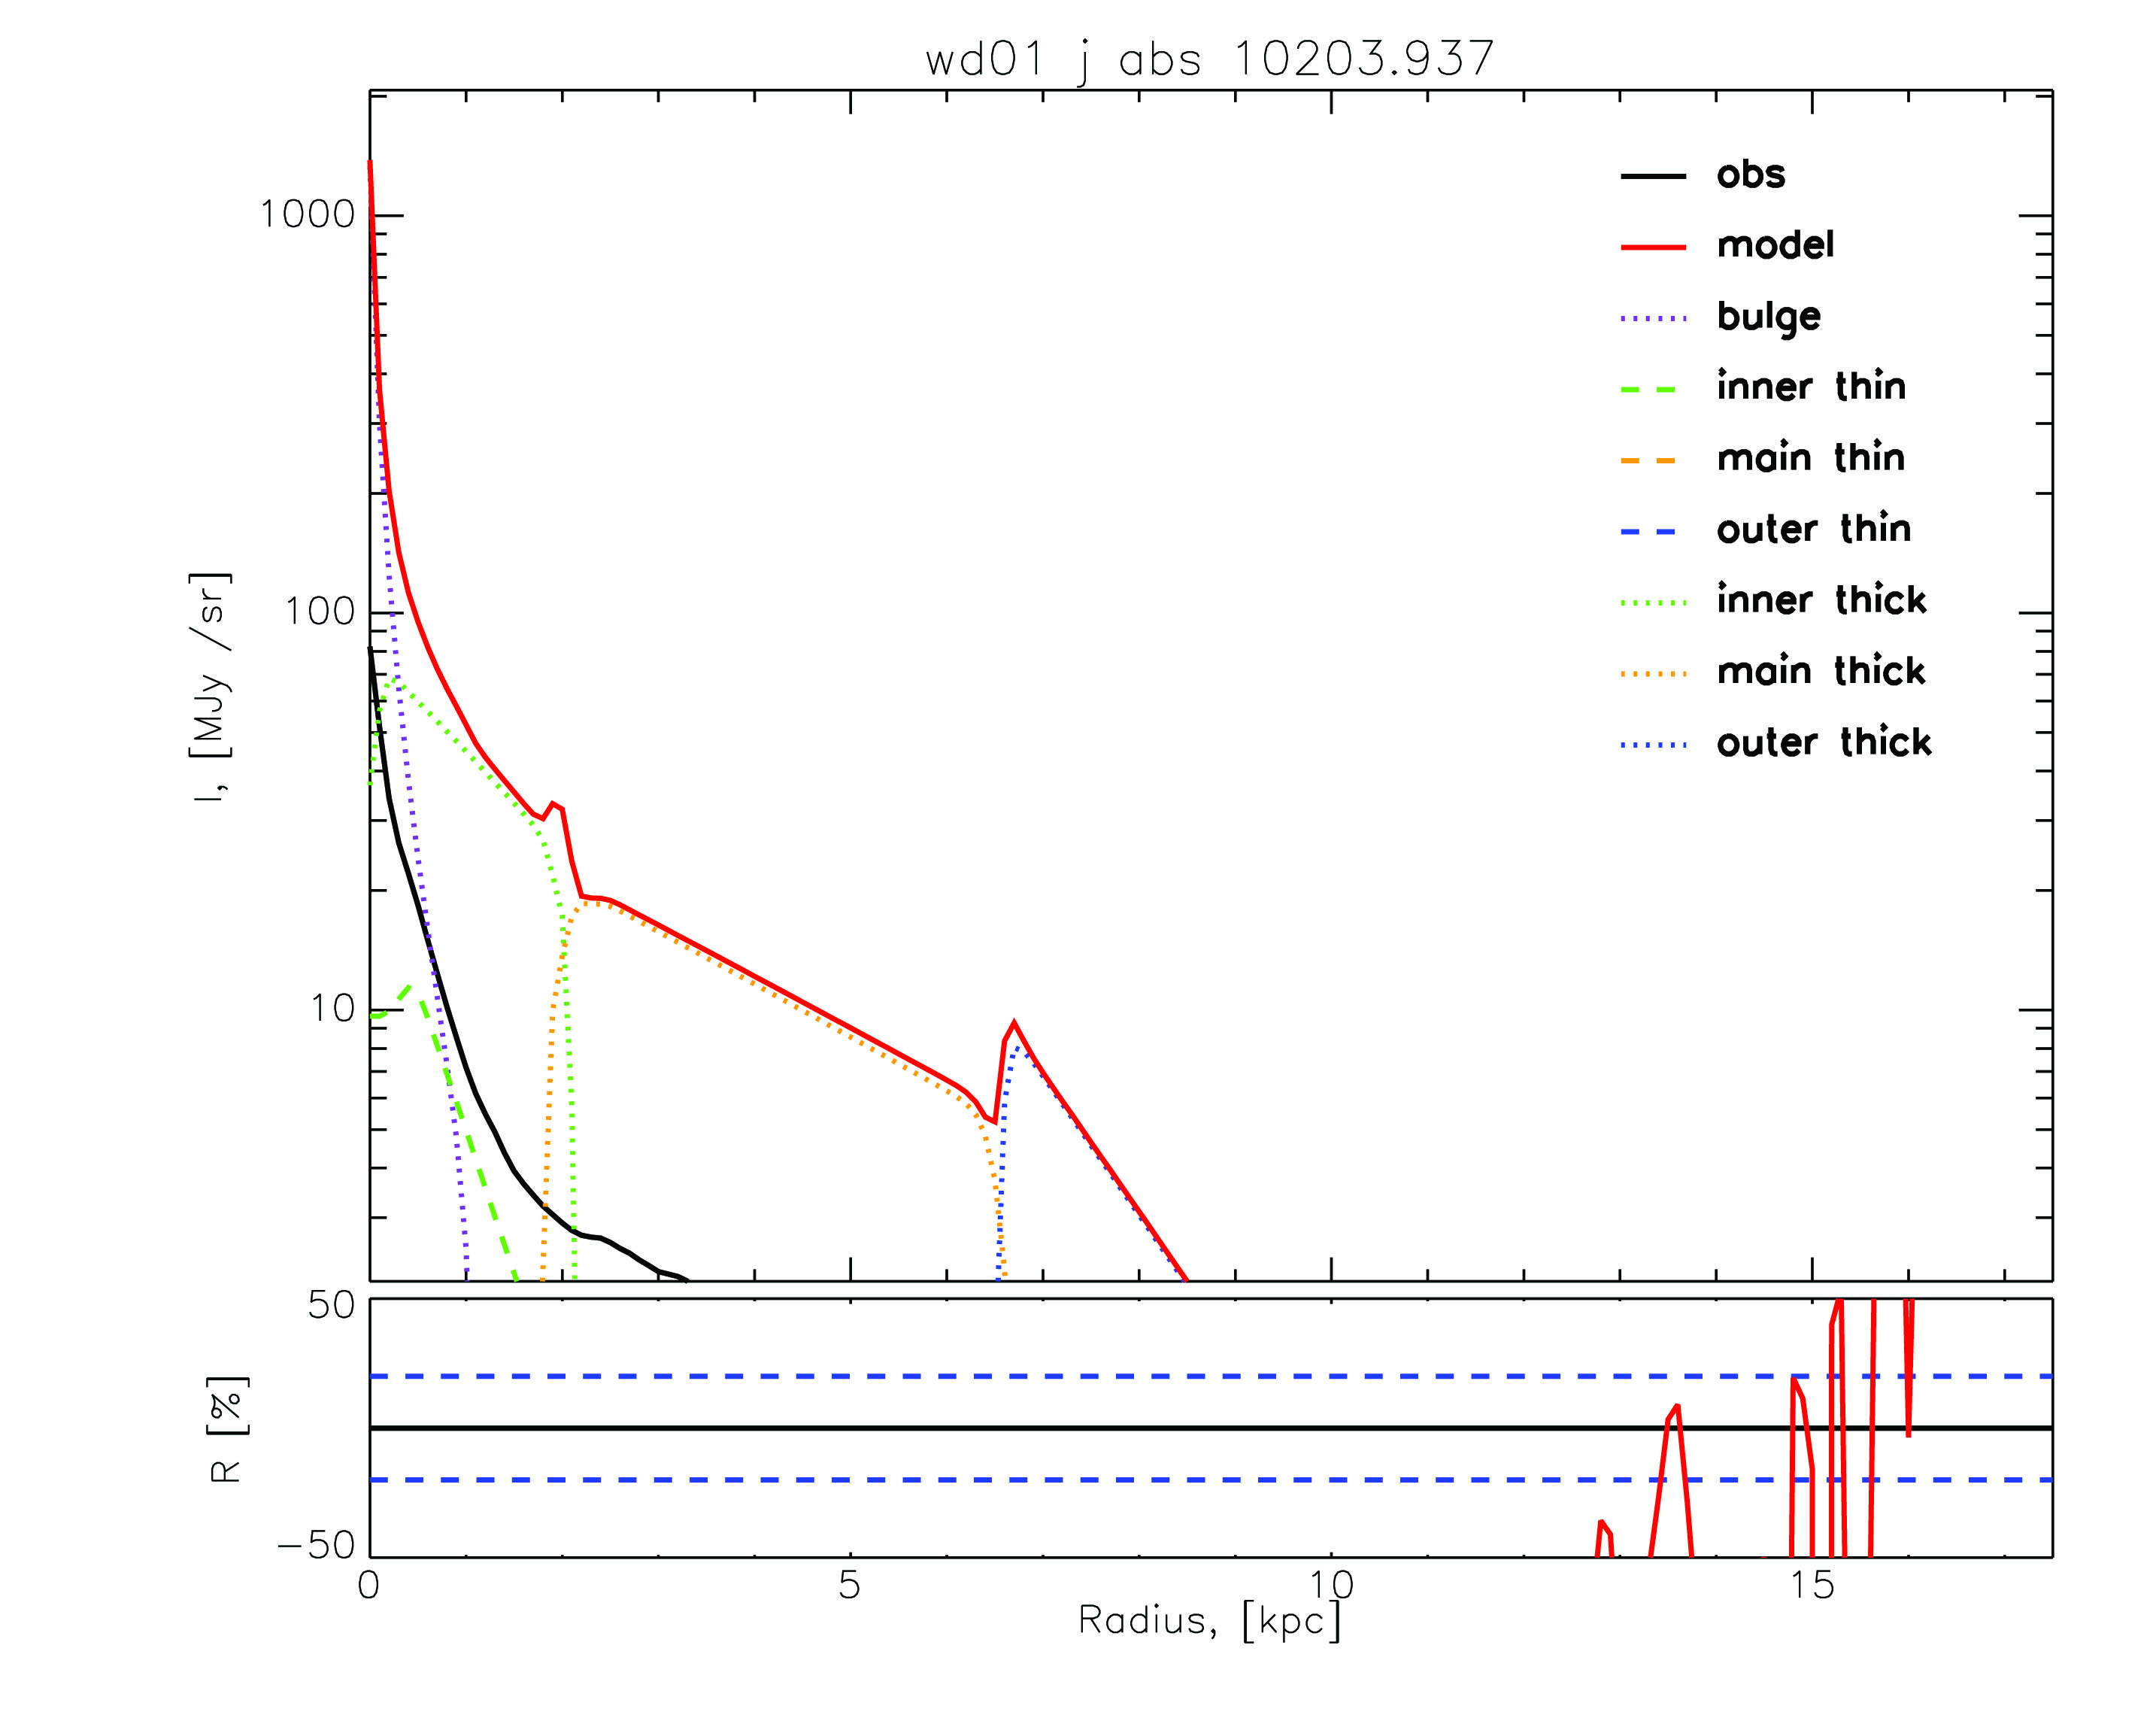 wd01 j abs 10203.937
I, [MJy /sr]
1000
100
10
obs
model
bulge
inner thin
main thin
outer thin
inner thick
main thick
outer thick
R [%]
50
-50
0 5 10 15
Radius, [kpc]